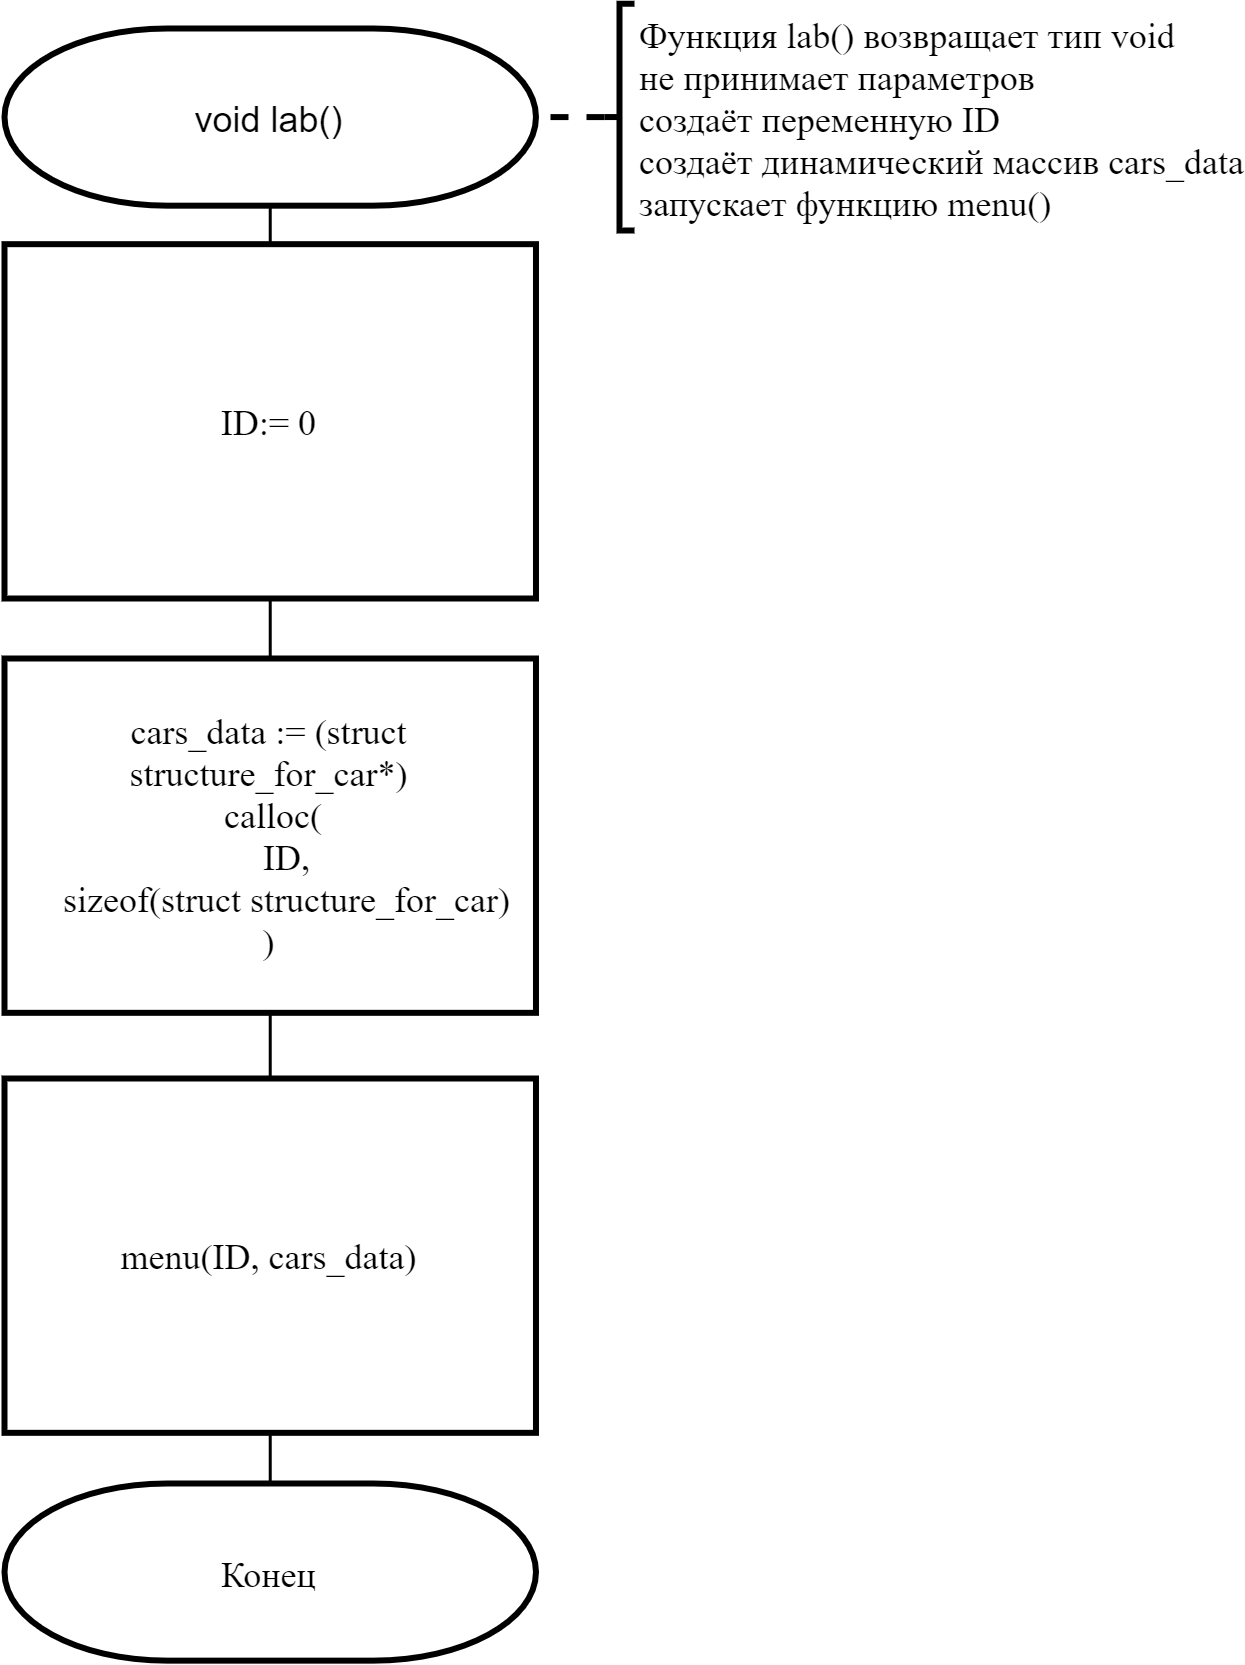 void lab()
Функция lab() возвращает тип void
не принимает параметров
создаёт переменную ID
создаёт динамический массив cars_data
запускает функцию menu()
ID:= 0
cars_data := (struct
structure_for_car*)
calloc(
ID,
sizeof(struct structure_for_car)
)
menu(ID, cars_data)
Конец